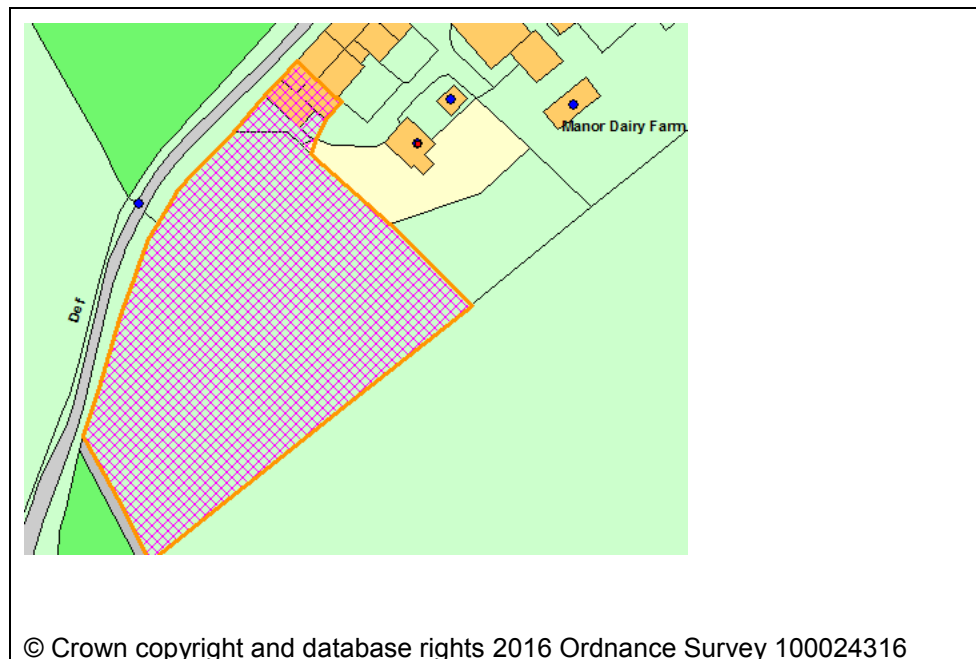 Manor Dairy Farm
Def
© Crown copyright and database rights 2016 Ordnance Survey 100024316